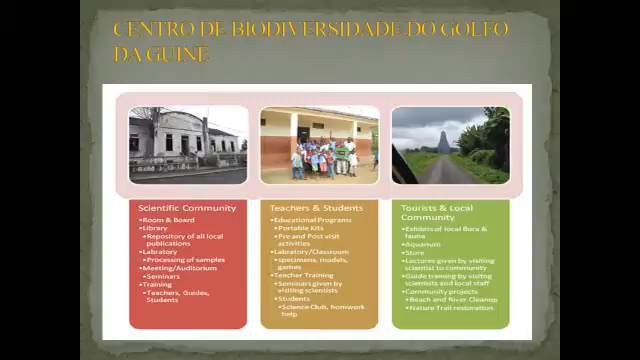 CENTRO DE BIODIVERSIDADE DO GOLFO
DA GUINÉ
Scientific Community
•Room & Board
•Library
•Repository of all local
publications
•Labratory
•Processing of samples
•Meeting/Auditorium
•Seminars
•Training
•Teachers, Guides,
Students
Teachers & Students
•Educational Programs
•Portable Kits
•Pre and Post visit
activities
•Labratory/Classroom
•specimens, models,
games
•Teacher Training
•Seminars given by
visiting scientists
•Students
•Science Club, homwork
help
Tourists & Local
Community
•Exhibits of local flora &
fauna
•Aquarium
•Store
•Lectures given by visiting
scientist to community
•Guide training by visiting
scientists and local staff
•Community projects
•Beach and River Cleanup
•Nature Trail restoration